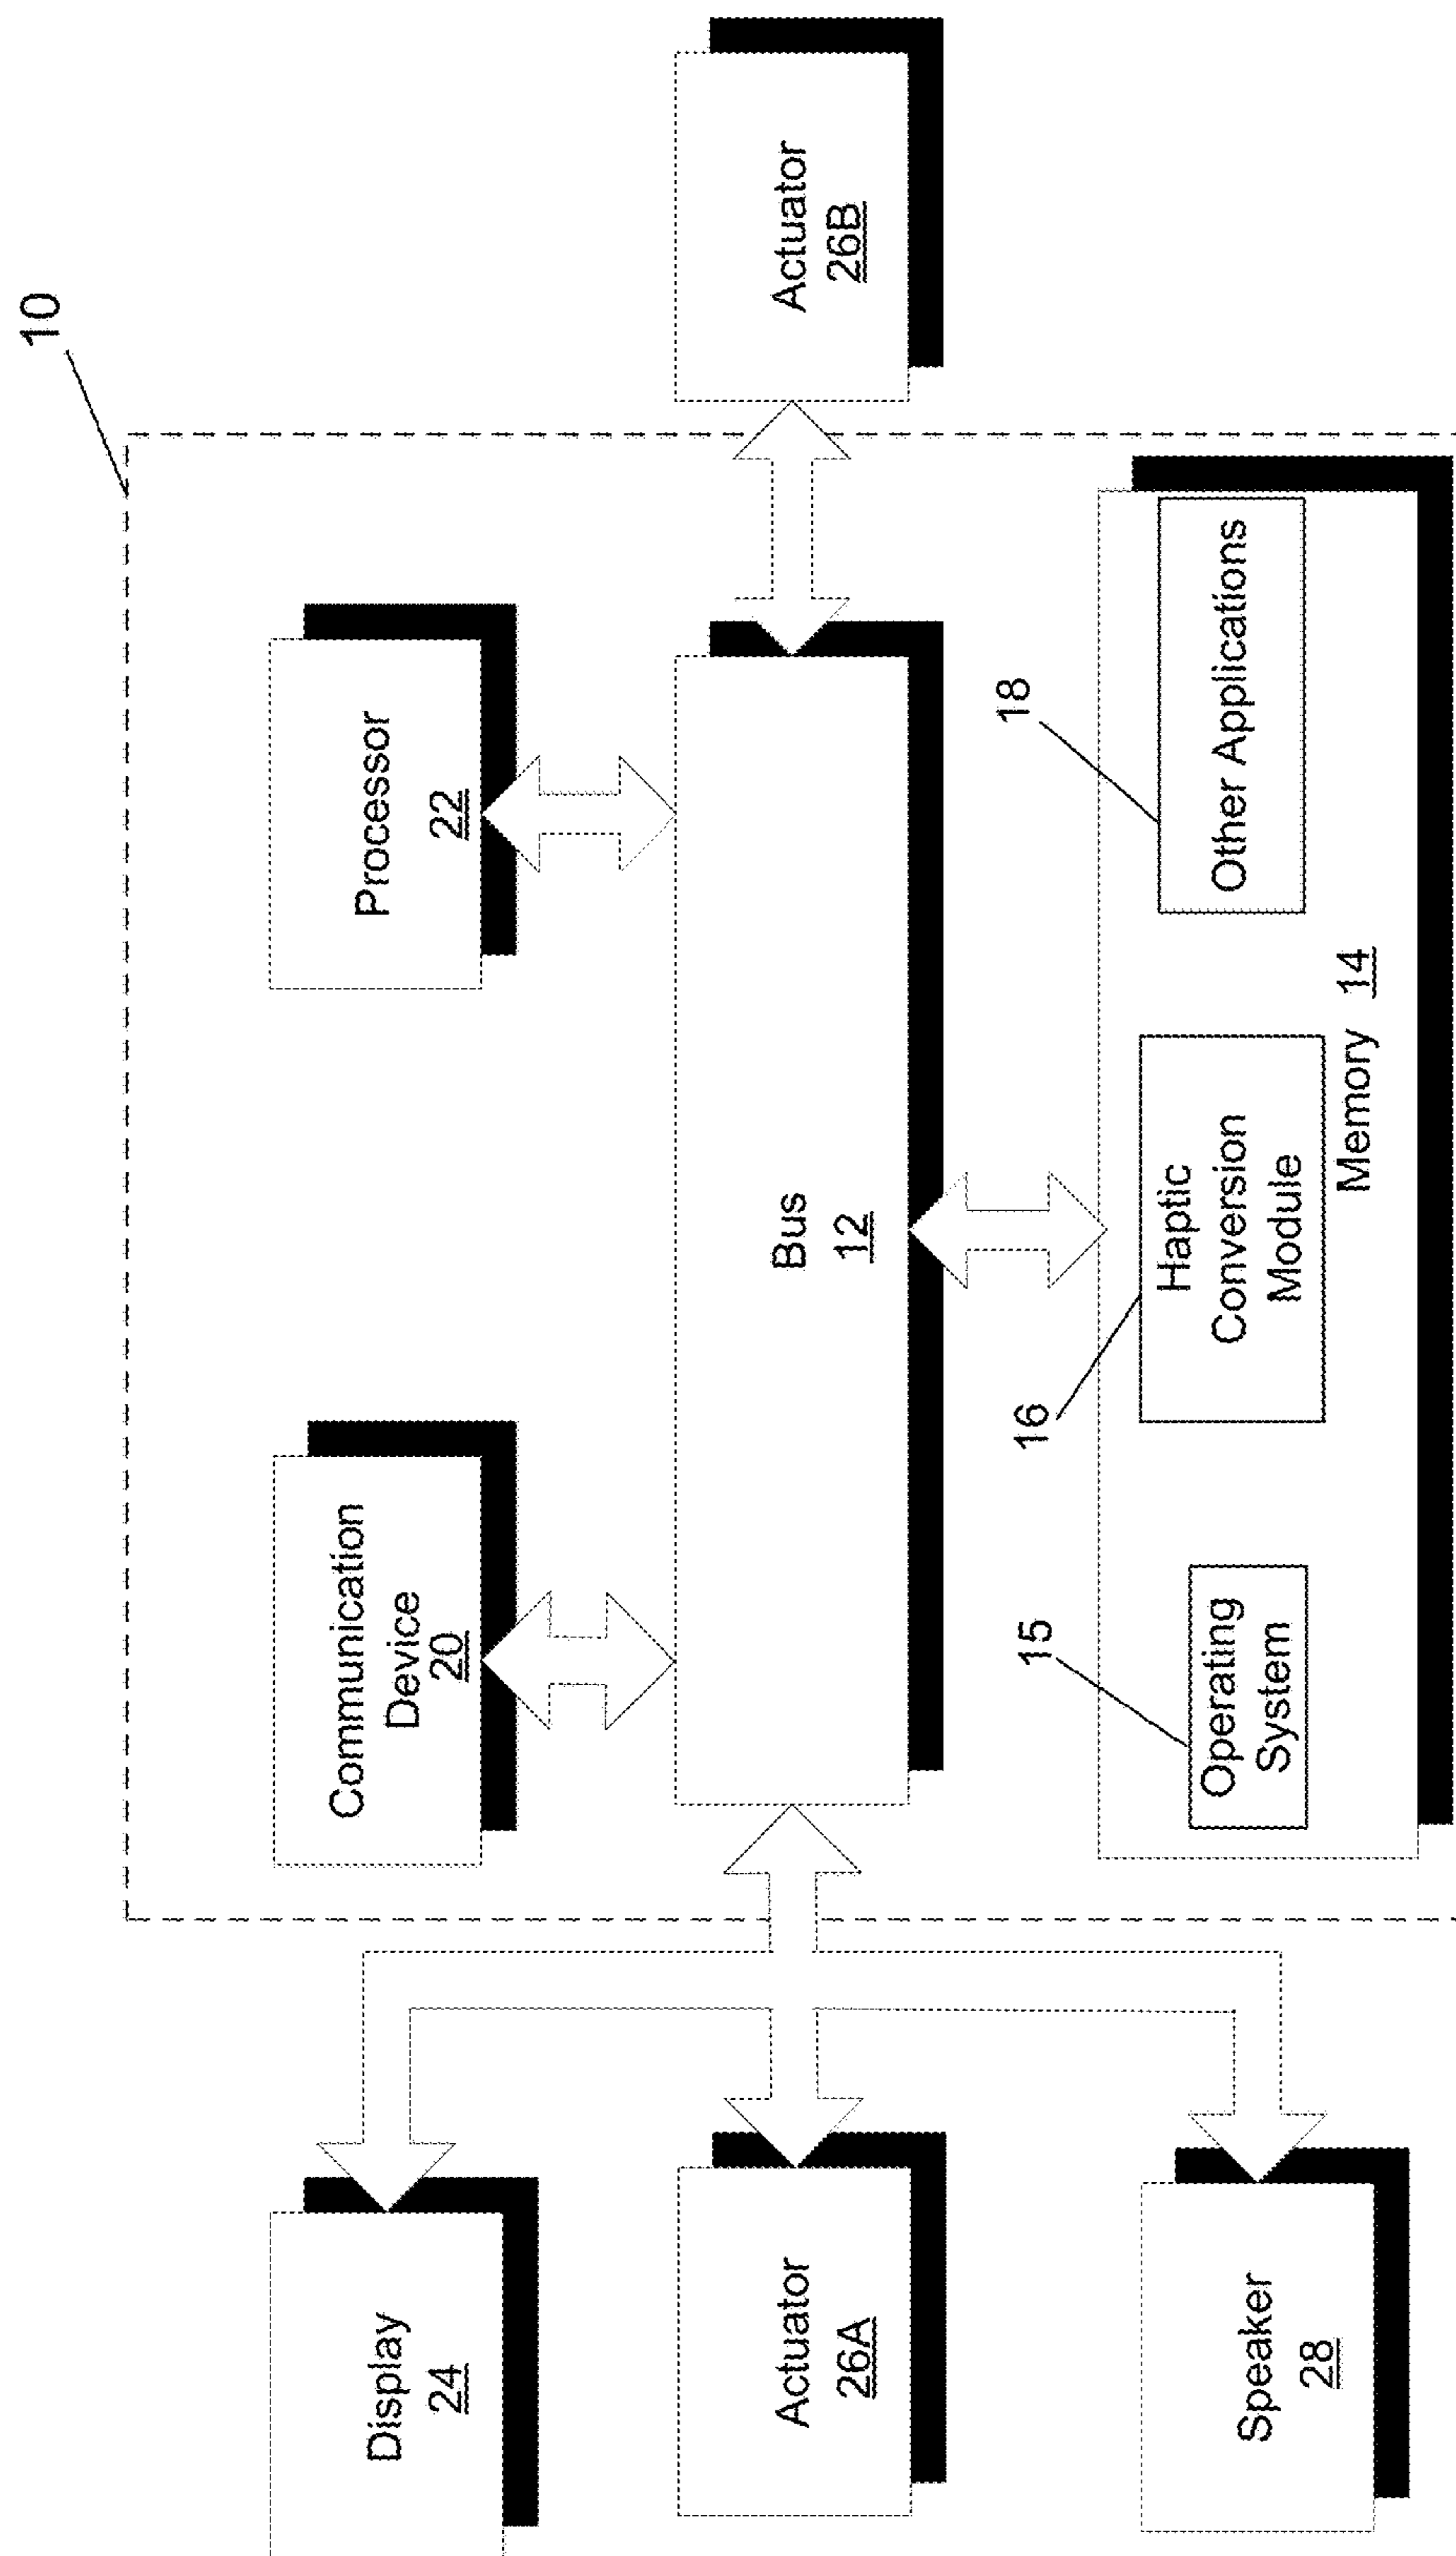 10
Display
24
Communication
Device
20
Processor
22
Actuator
26A
Bus
12
Actuator
26B
Speaker
28
15
Operating
System
16
Haptic
Conversion
Module
18
Other Applications
Memory 14